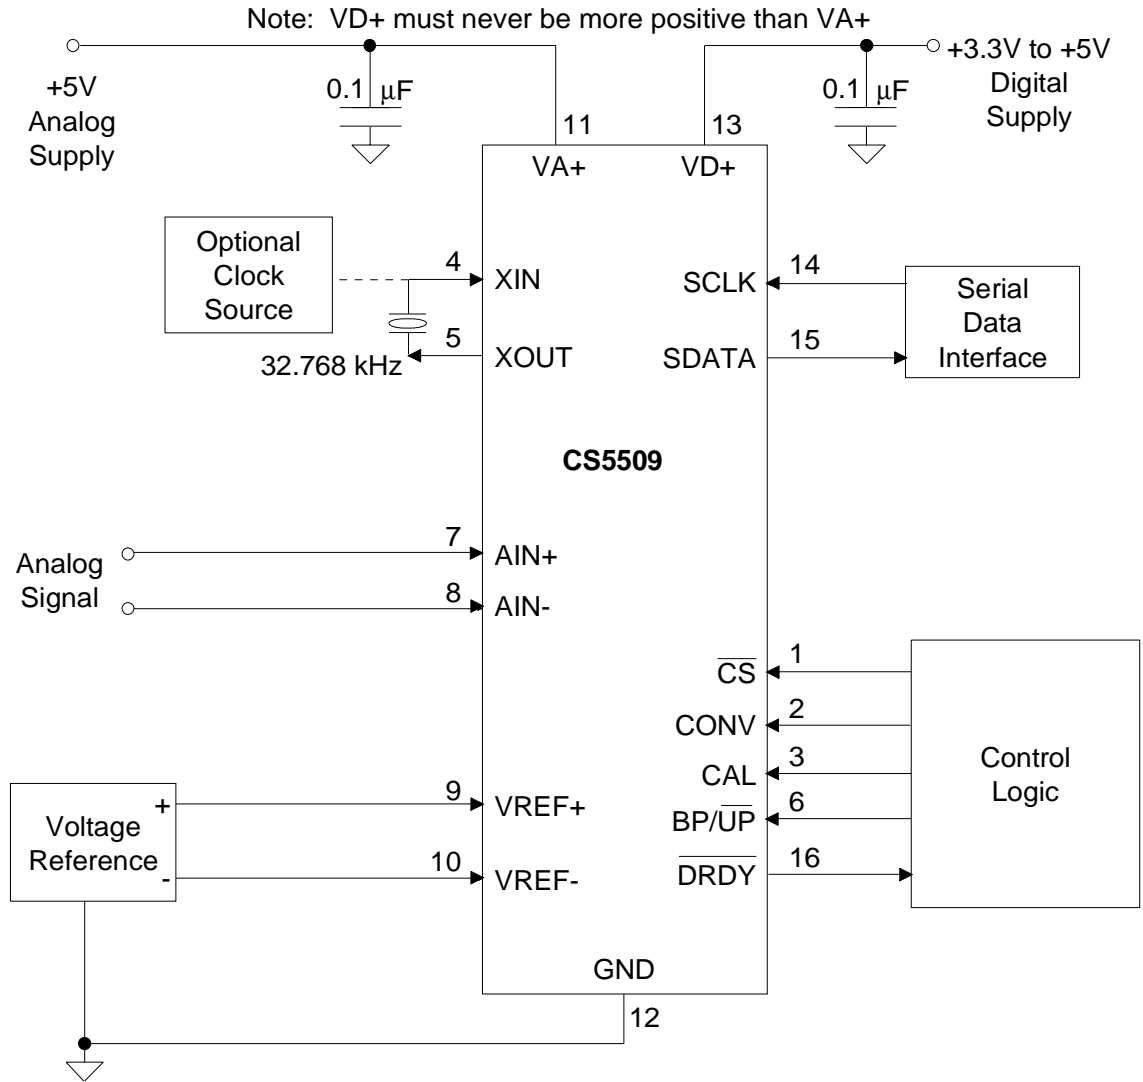 Note: VD+ must never be more positive than VA+
+5V
Analog
Supply
0.1 μF
11
13
0.1 μF
+3.3V to +5V
Digital
Supply
VA+
VD+
Optional
Clock
Source
4
XIN
5
XOUT
32.768 kHz
SCLK
14
SDATA
15
Serial
Data
Interface
CS5509
Analog
Signal
7
AIN+
8
AIN-
Voltage
Reference
+
-
9
VREF+
10
VREF-
C̅S̅
1
CONV
2
CAL
3
BP/U̅P̅
6
D̅R̅D̅Y̅
16
Control
Logic
GND
12